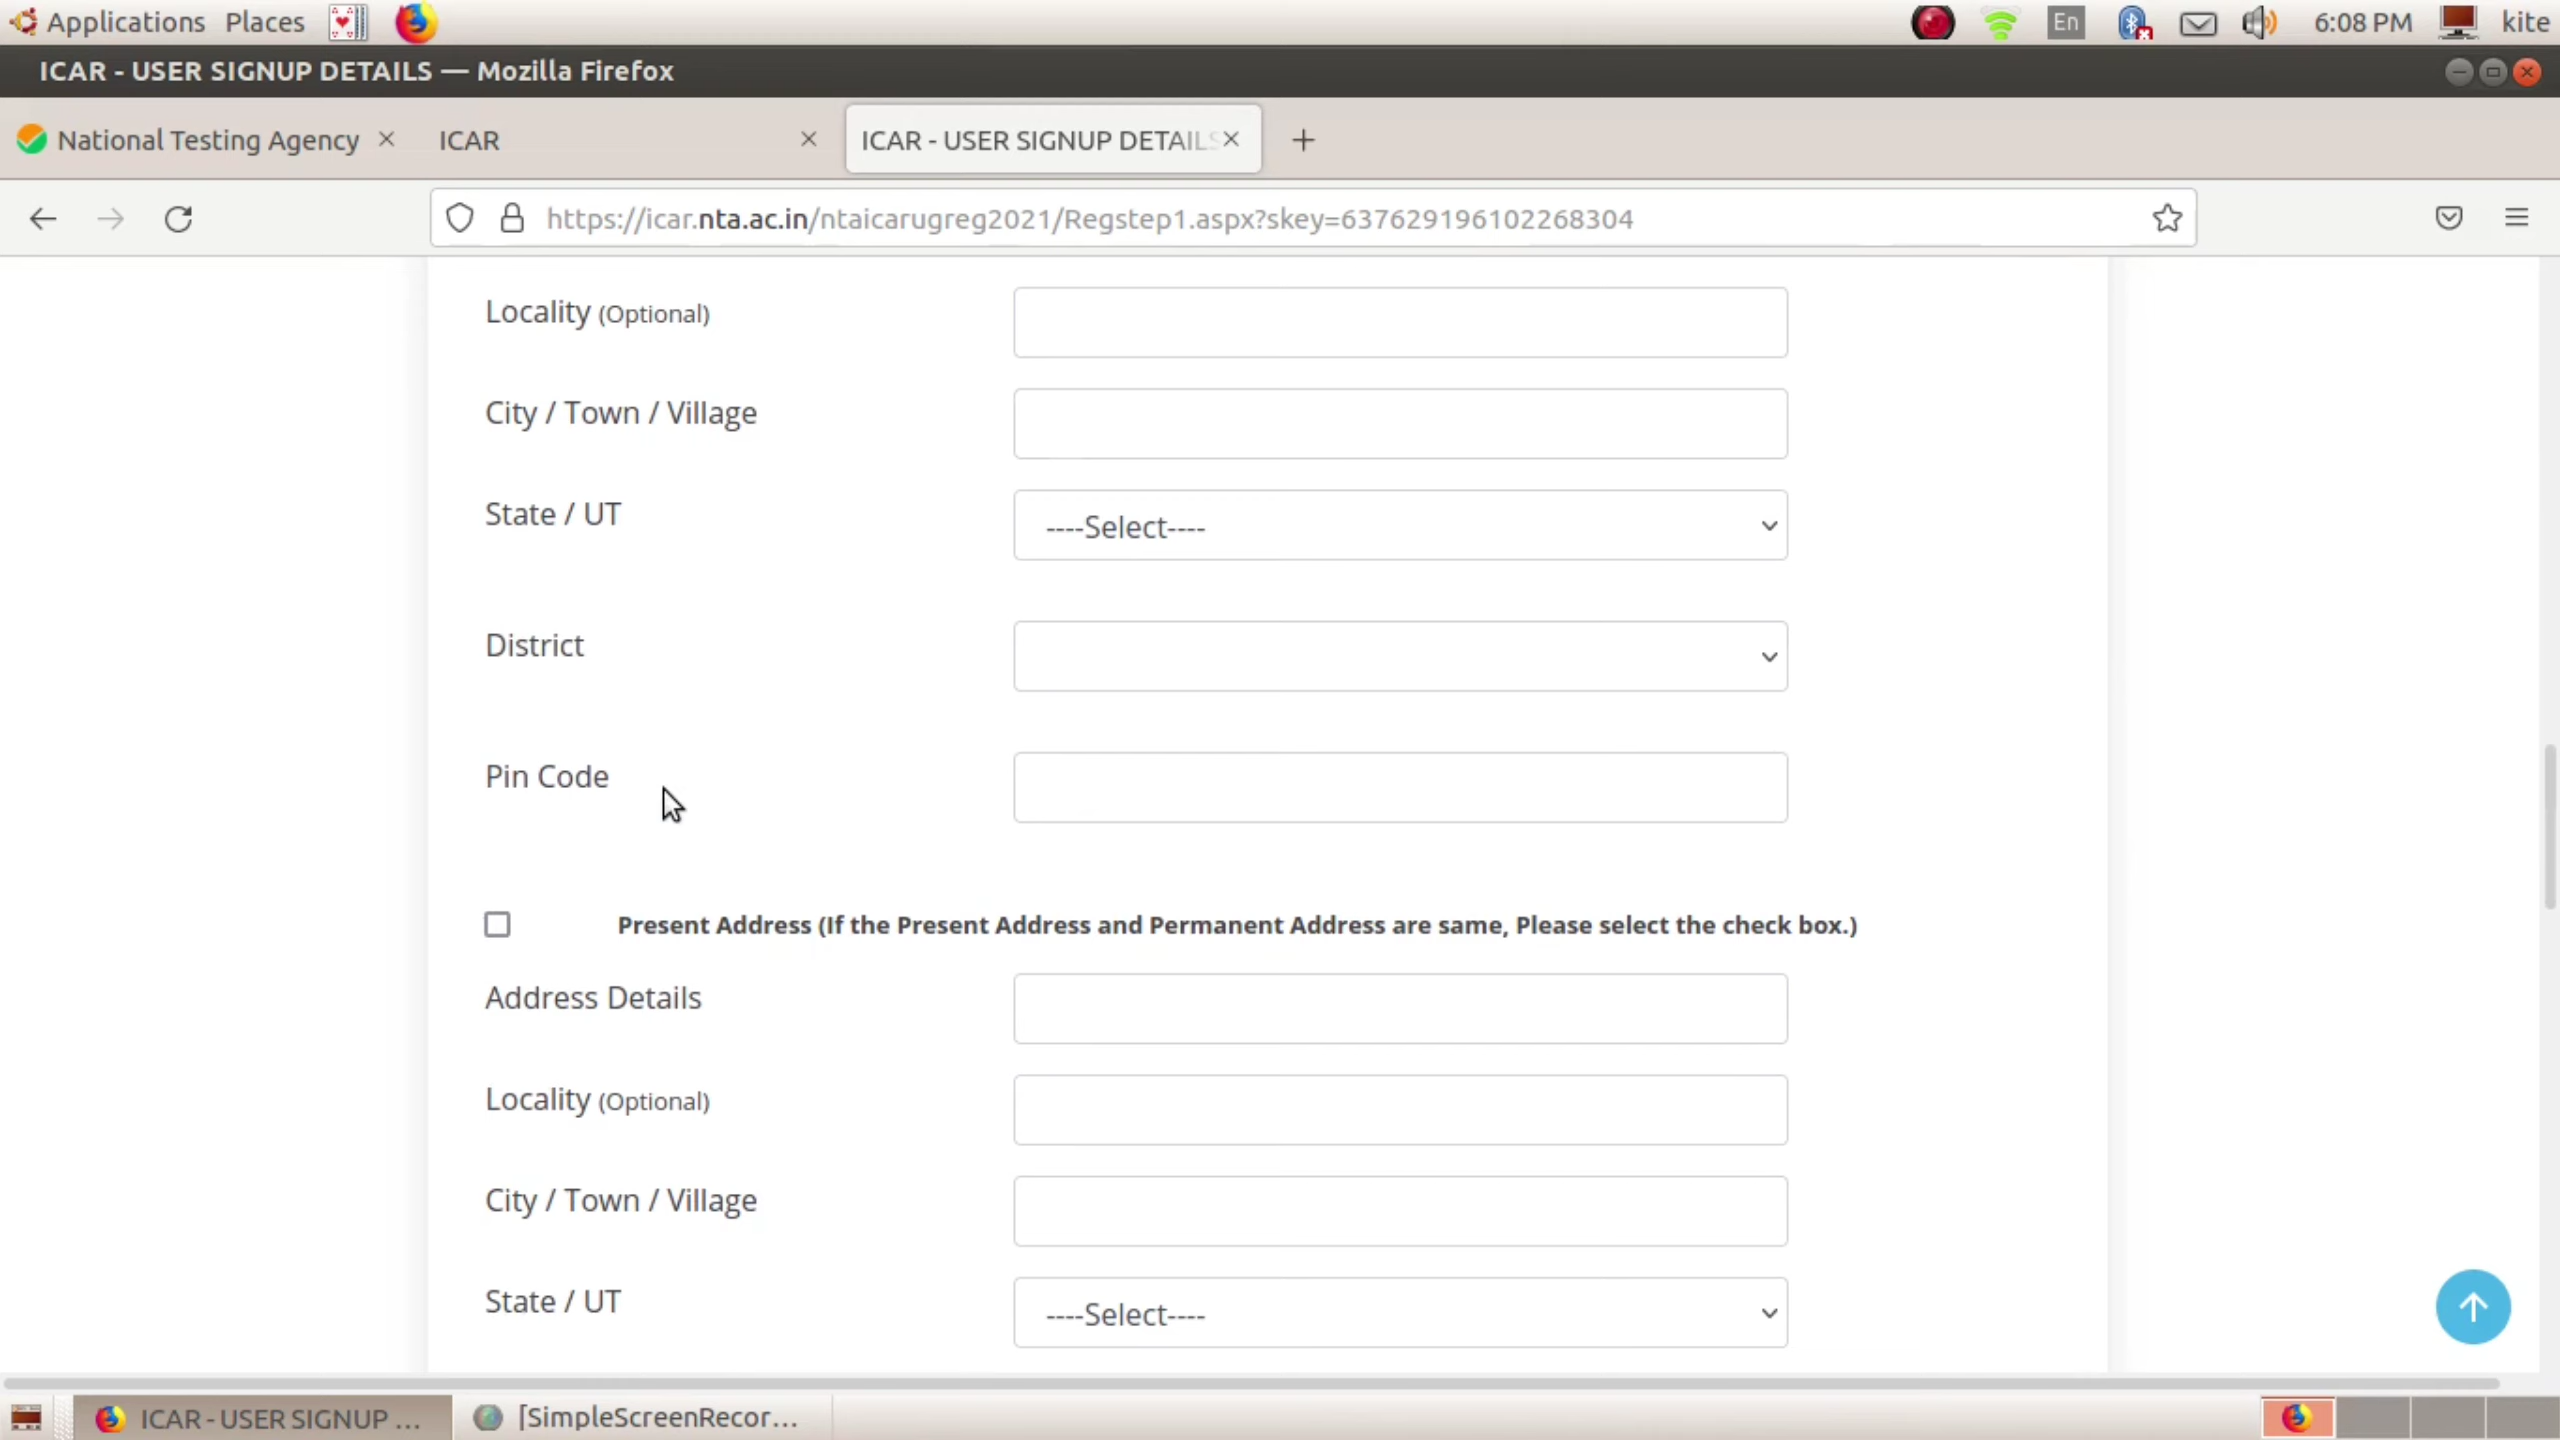 Applications Places En 6:08 PM kite
ICAR - USER SIGNUP DETAILS — Mozilla Firefox
National Testing Agency ICAR ICAR - USER SIGNUP DETAILS
https://icar.nta.ac.in/ntaicarugreg2021/Regstep1.aspx?skey=637629196102268304
Locality (Optional)
City / Town / Village
State / UT ----Select----
District
Pin Code
Present Address (If the Present Address and Permanent Address are same, Please select the check box.)
Address Details
Locality (Optional)
City / Town / Village
State / UT ----Select----
ICAR - USER SIGNUP ... [SimpleScreenRecor...